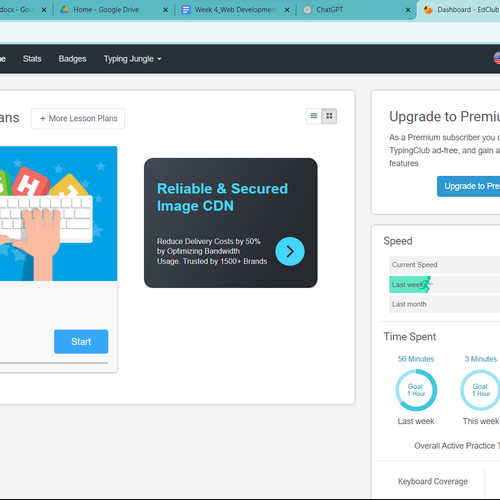 docx - Goo
Home - Google Drive
Week 4_Web Developmen
ChatGPT
Dashboard - EdClub
Stats
Badges
Typing Jungle
ans
+ More Lesson Plans
H
Start
Reliable & Secured
Image CDN
Reduce Delivery Costs by 50%
by Optimizing Bandwidth
Usage. Trusted by 1500+ Brands
Upgrade to Premiu
As a Premium subscriber you c
TypingClub ad-free, and gain a
features
Upgrade to Pre
Speed
Current Speed
Last week
Last month
Time Spent
56 Minutes
3 Minutes
Goal:
1 Hour
Goal:
1 Hour
Last week
This week
Overall Active Practice T
Keyboard Coverage